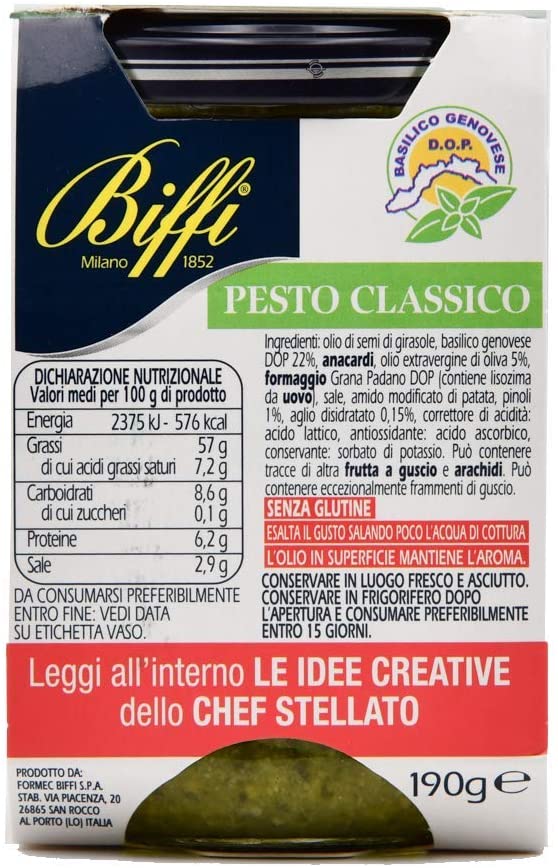 Biffi®
Milano 1852
BASILICO GENOVESE
D.O.P.
PESTO CLASSICO
DICHIARAZIONE NUTRIZIONALE
Valori medi per 100 g di prodotto
Energia 2375 kJ - 576 kcal
Grassi 57 g
di cui acidi grassi saturi 7,2 g
Carboidrati 8,6 g
di cui zuccheri 0,1 g
Proteine 6,2 g
Sale 2,9 g
DA CONSUMARSI PREFERIBILMENTE
ENTRO FINE: VEDI DATA
SU ETICHETTA VASO.
Ingredienti: olio di semi di girasole, basilico genovese
DOP 22%, anacardi, olio extravergine di oliva 5%,
formaggio Grana Padano DOP (contiene lisozima
da uovo), sale, amido modificato di patata, pinoli
1%, aglio disidratato 0,15%, correttore di acidità:
acido lattico, antiossidante: acido ascorbico,
conservante: sorbato di potassio. Può contenere
tracce di altra frutta a guscio e arachidi. Può
contenere eccezionalmente frammenti di guscio.
SENZA GLUTINE
ESALTA IL GUSTO SALANDO POCO L'ACQUA DI COTTURA
L'OLIO IN SUPERFICIE MANTIENE L'AROMA.
CONSERVARE IN LUOGO FRESCO E ASCIUTTO.
CONSERVARE IN FRIGORIFERO DOPO
L'APERTURA E CONSUMARE PREFERIBILMENTE
ENTRO 15 GIORNI.
Leggi all'interno LE IDEE CREATIVE
dello CHEF STELLATO
PRODOTTO DA:
FORMEC BIFFI S.P.A.
STAB. VIA PIACENZA, 20
26865 SAN ROCCO
AL PORTO (LO) ITALIA
190g e